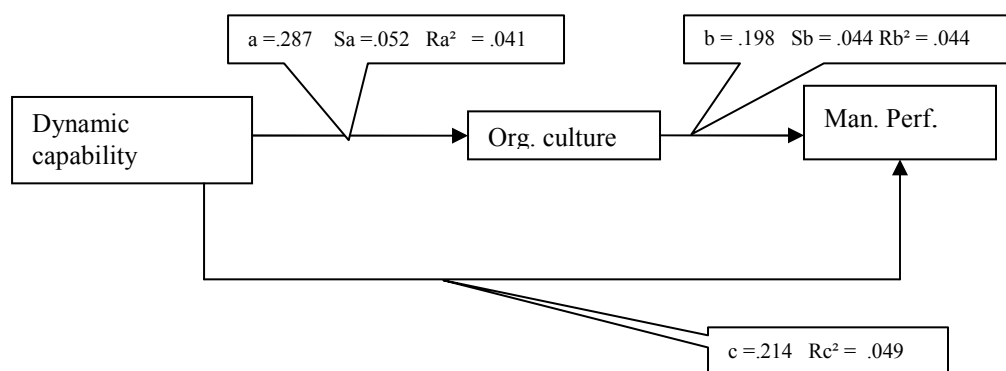 a =.287 Sa =.052 Ra² = .041
b = .198 Sb = .044 Rb² = .044
Dynamic
capability
Org. culture
Man. Perf.
c =.214 Rc² = .049